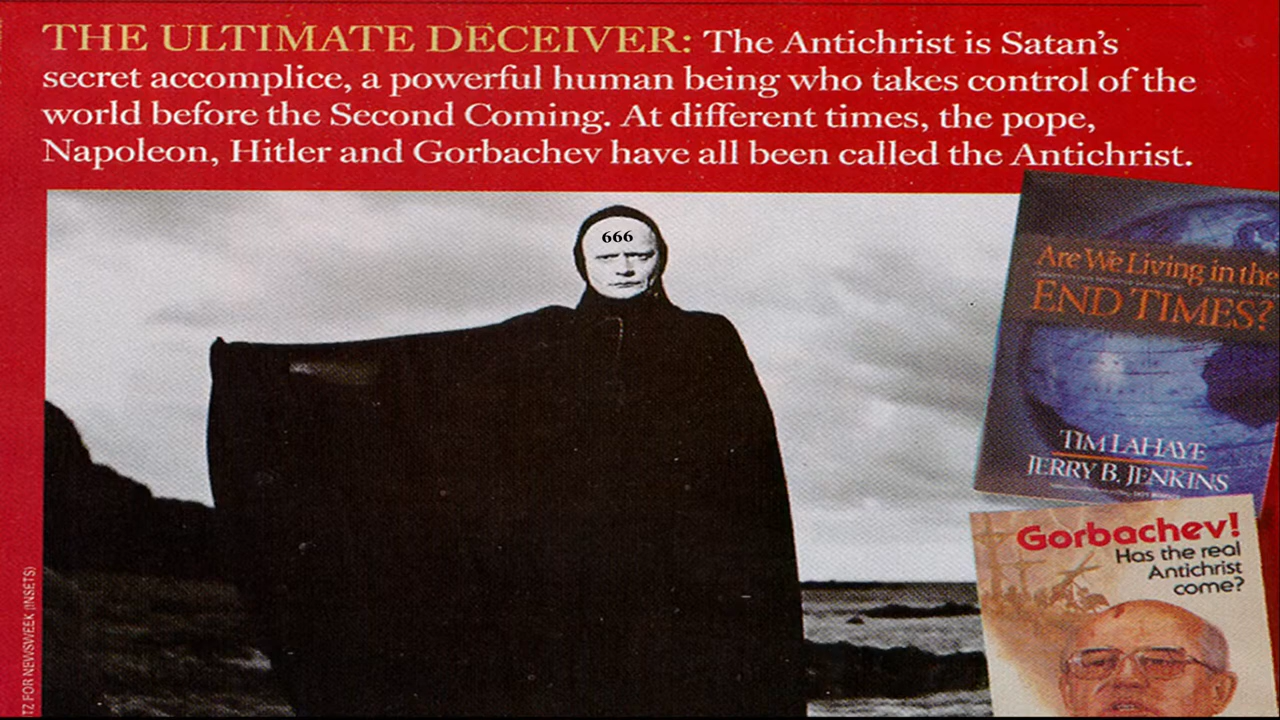 THE ULTIMATE DECEIVER: The Antichrist is Satan's
secret accomplice, a powerful human being who takes control of the
world before the Second Coming. At different times, the pope,
Napoleon, Hitler and Gorbachev have all been called the Antichrist.
666
Are We Living in the
END TIMES?
TIM LAHAYE
JERRY B. JENKINS
Gorbachev!
Has the real
Antichrist
come?
TZ FOR NEWSWEEK (INSETS)